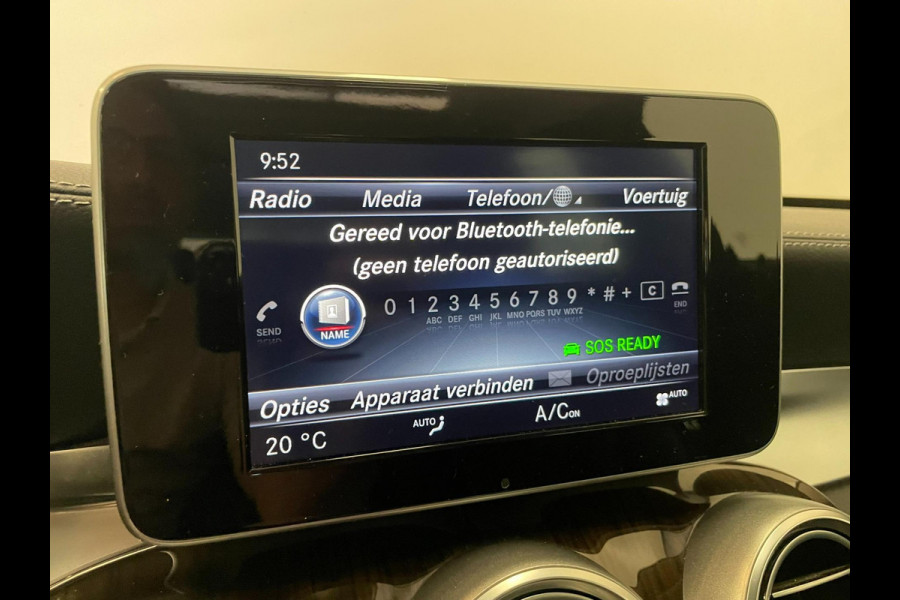 9:52
Radio Media Telefoon/ Voertuig
Gereed voor Bluetooth-telefonie...
(geen telefoon geautoriseerd)
SEND NAME 0 1 2 3 4 5 6 7 8 9 * # + C END
ABC DEF GHI JKL MNO PQRS TUV WXYZ
SOS READY
Opties Apparaat verbinden Oproeplijsten
20 °C AUTO A/C ON AUTO